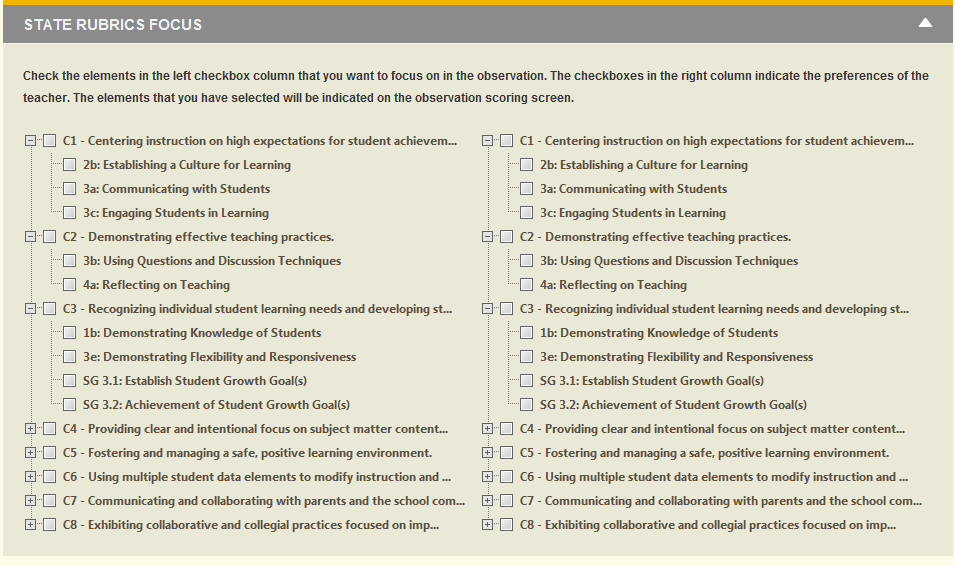 STATE RUBRICS FOCUS
Check the elements in the left checkbox column that you want to focus on in the observation. The checkboxes in the right column indicate the preferences of the
teacher. The elements that you have selected will be indicated on the observation scoring screen.
C1 - Centering instruction on high expectations for student achievem...
2b: Establishing a Culture for Learning
3a: Communicating with Students
3c: Engaging Students in Learning
C2 - Demonstrating effective teaching practices.
3b: Using Questions and Discussion Techniques
4a: Reflecting on Teaching
C3 - Recognizing individual student learning needs and developing st...
1b: Demonstrating Knowledge of Students
3e: Demonstrating Flexibility and Responsiveness
SG 3.1: Establish Student Growth Goal(s)
SG 3.2: Achievement of Student Growth Goal(s)
C4 - Providing clear and intentional focus on subject matter content...
C5 - Fostering and managing a safe, positive learning environment.
C6 - Using multiple student data elements to modify instruction and ...
C7 - Communicating and collaborating with parents and the school com...
C8 - Exhibiting collaborative and collegial practices focused on imp...
C1 - Centering instruction on high expectations for student achievem...
2b: Establishing a Culture for Learning
3a: Communicating with Students
3c: Engaging Students in Learning
C2 - Demonstrating effective teaching practices.
3b: Using Questions and Discussion Techniques
4a: Reflecting on Teaching
C3 - Recognizing individual student learning needs and developing st...
1b: Demonstrating Knowledge of Students
3e: Demonstrating Flexibility and Responsiveness
SG 3.1: Establish Student Growth Goal(s)
SG 3.2: Achievement of Student Growth Goal(s)
C4 - Providing clear and intentional focus on subject matter content...
C5 - Fostering and managing a safe, positive learning environment.
C6 - Using multiple student data elements to modify instruction and ...
C7 - Communicating and collaborating with parents and the school com...
C8 - Exhibiting collaborative and collegial practices focused on imp...